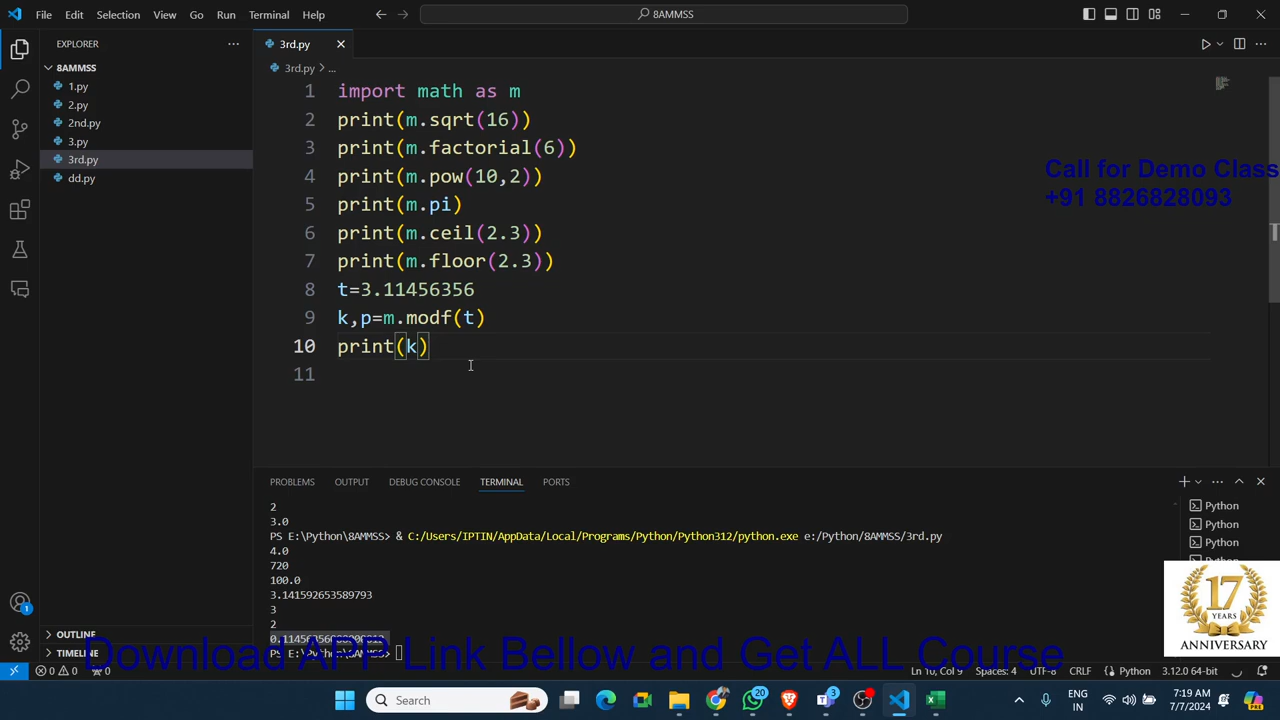 File Edit Selection View Go Run Terminal Help
8AMMSS
EXPLORER
3rd.py
8AMMSS
3rd.py > ...
1.py
2.py
2nd.py
3.py
3rd.py
dd.py
1 import math as m
2 print(m.sqrt(16))
3 print(m.factorial(6))
4 print(m.pow(10,2))
5 print(m.pi)
6 print(m.ceil(2.3))
7 print(m.floor(2.3))
8 t=3.11456356
9 k,p=m.modf(t)
10 print(k)
11
Call for Demo Class
+91 8826828093
PROBLEMS OUTPUT DEBUG CONSOLE TERMINAL PORTS
2
3.0
PS E:\Python\8AMMSS> & C:/Users/IPTIN/AppData/Local/Programs/Python/Python312/python.exe e:/Python/8AMMSS/3rd.py
4.0
720
100.0
3.141592653589793
3
2
PS E:\Python\8AMMSS>
Python
Python
Python
17
YEARS
ANNIVERSARY
OUTLINE
TIMELINE
Download APP Link Bellow and Get ALL Course
0 0 0 Ln 10, Col 9 Spaces: 4 UTF-8 CRLF Python 3.12.0 64-bit
Search
20
3
ENG
IN
7:19 AM
7/7/2024